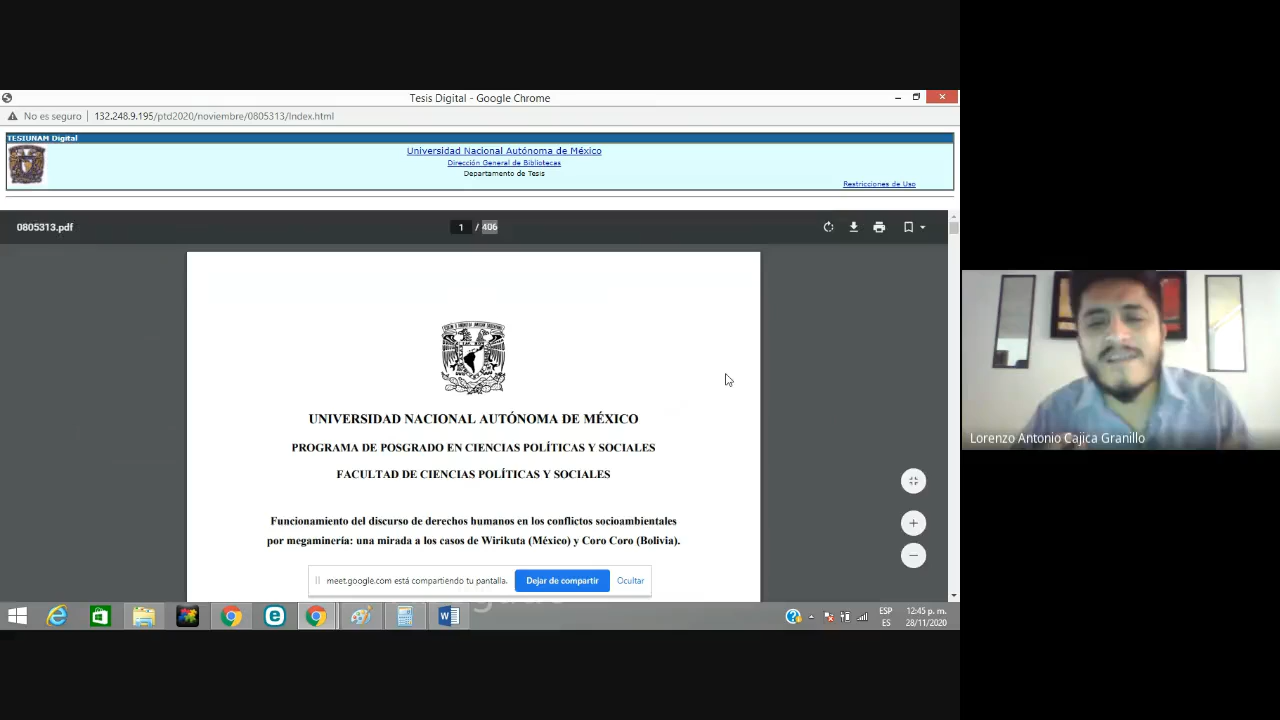 Tesis Digital - Google Chrome
No es seguro 132.248.9.195/ptd2020/noviembre/0805313/Index.html
TESIUNAM Digital
Universidad Nacional Autónoma de México
Dirección General de Bibliotecas
Departamento de Tesis
Restricciones de Uso
0805313.pdf
1 / 406
UNIVERSIDAD NACIONAL AUTÓNOMA DE MÉXICO
PROGRAMA DE POSGRADO EN CIENCIAS POLÍTICAS Y SOCIALES
FACULTAD DE CIENCIAS POLÍTICAS Y SOCIALES
Funcionamiento del discurso de derechos humanos en los conflictos socioambientales
por megaminería: una mirada a los casos de Wirikuta (México) y Coro Coro (Bolivia).
meet.google.com está compartiendo tu pantalla. Dejar de compartir Ocultar
ESP
ES
12:45 p. m.
28/11/2020
Lorenzo Antonio Cajica Granillo